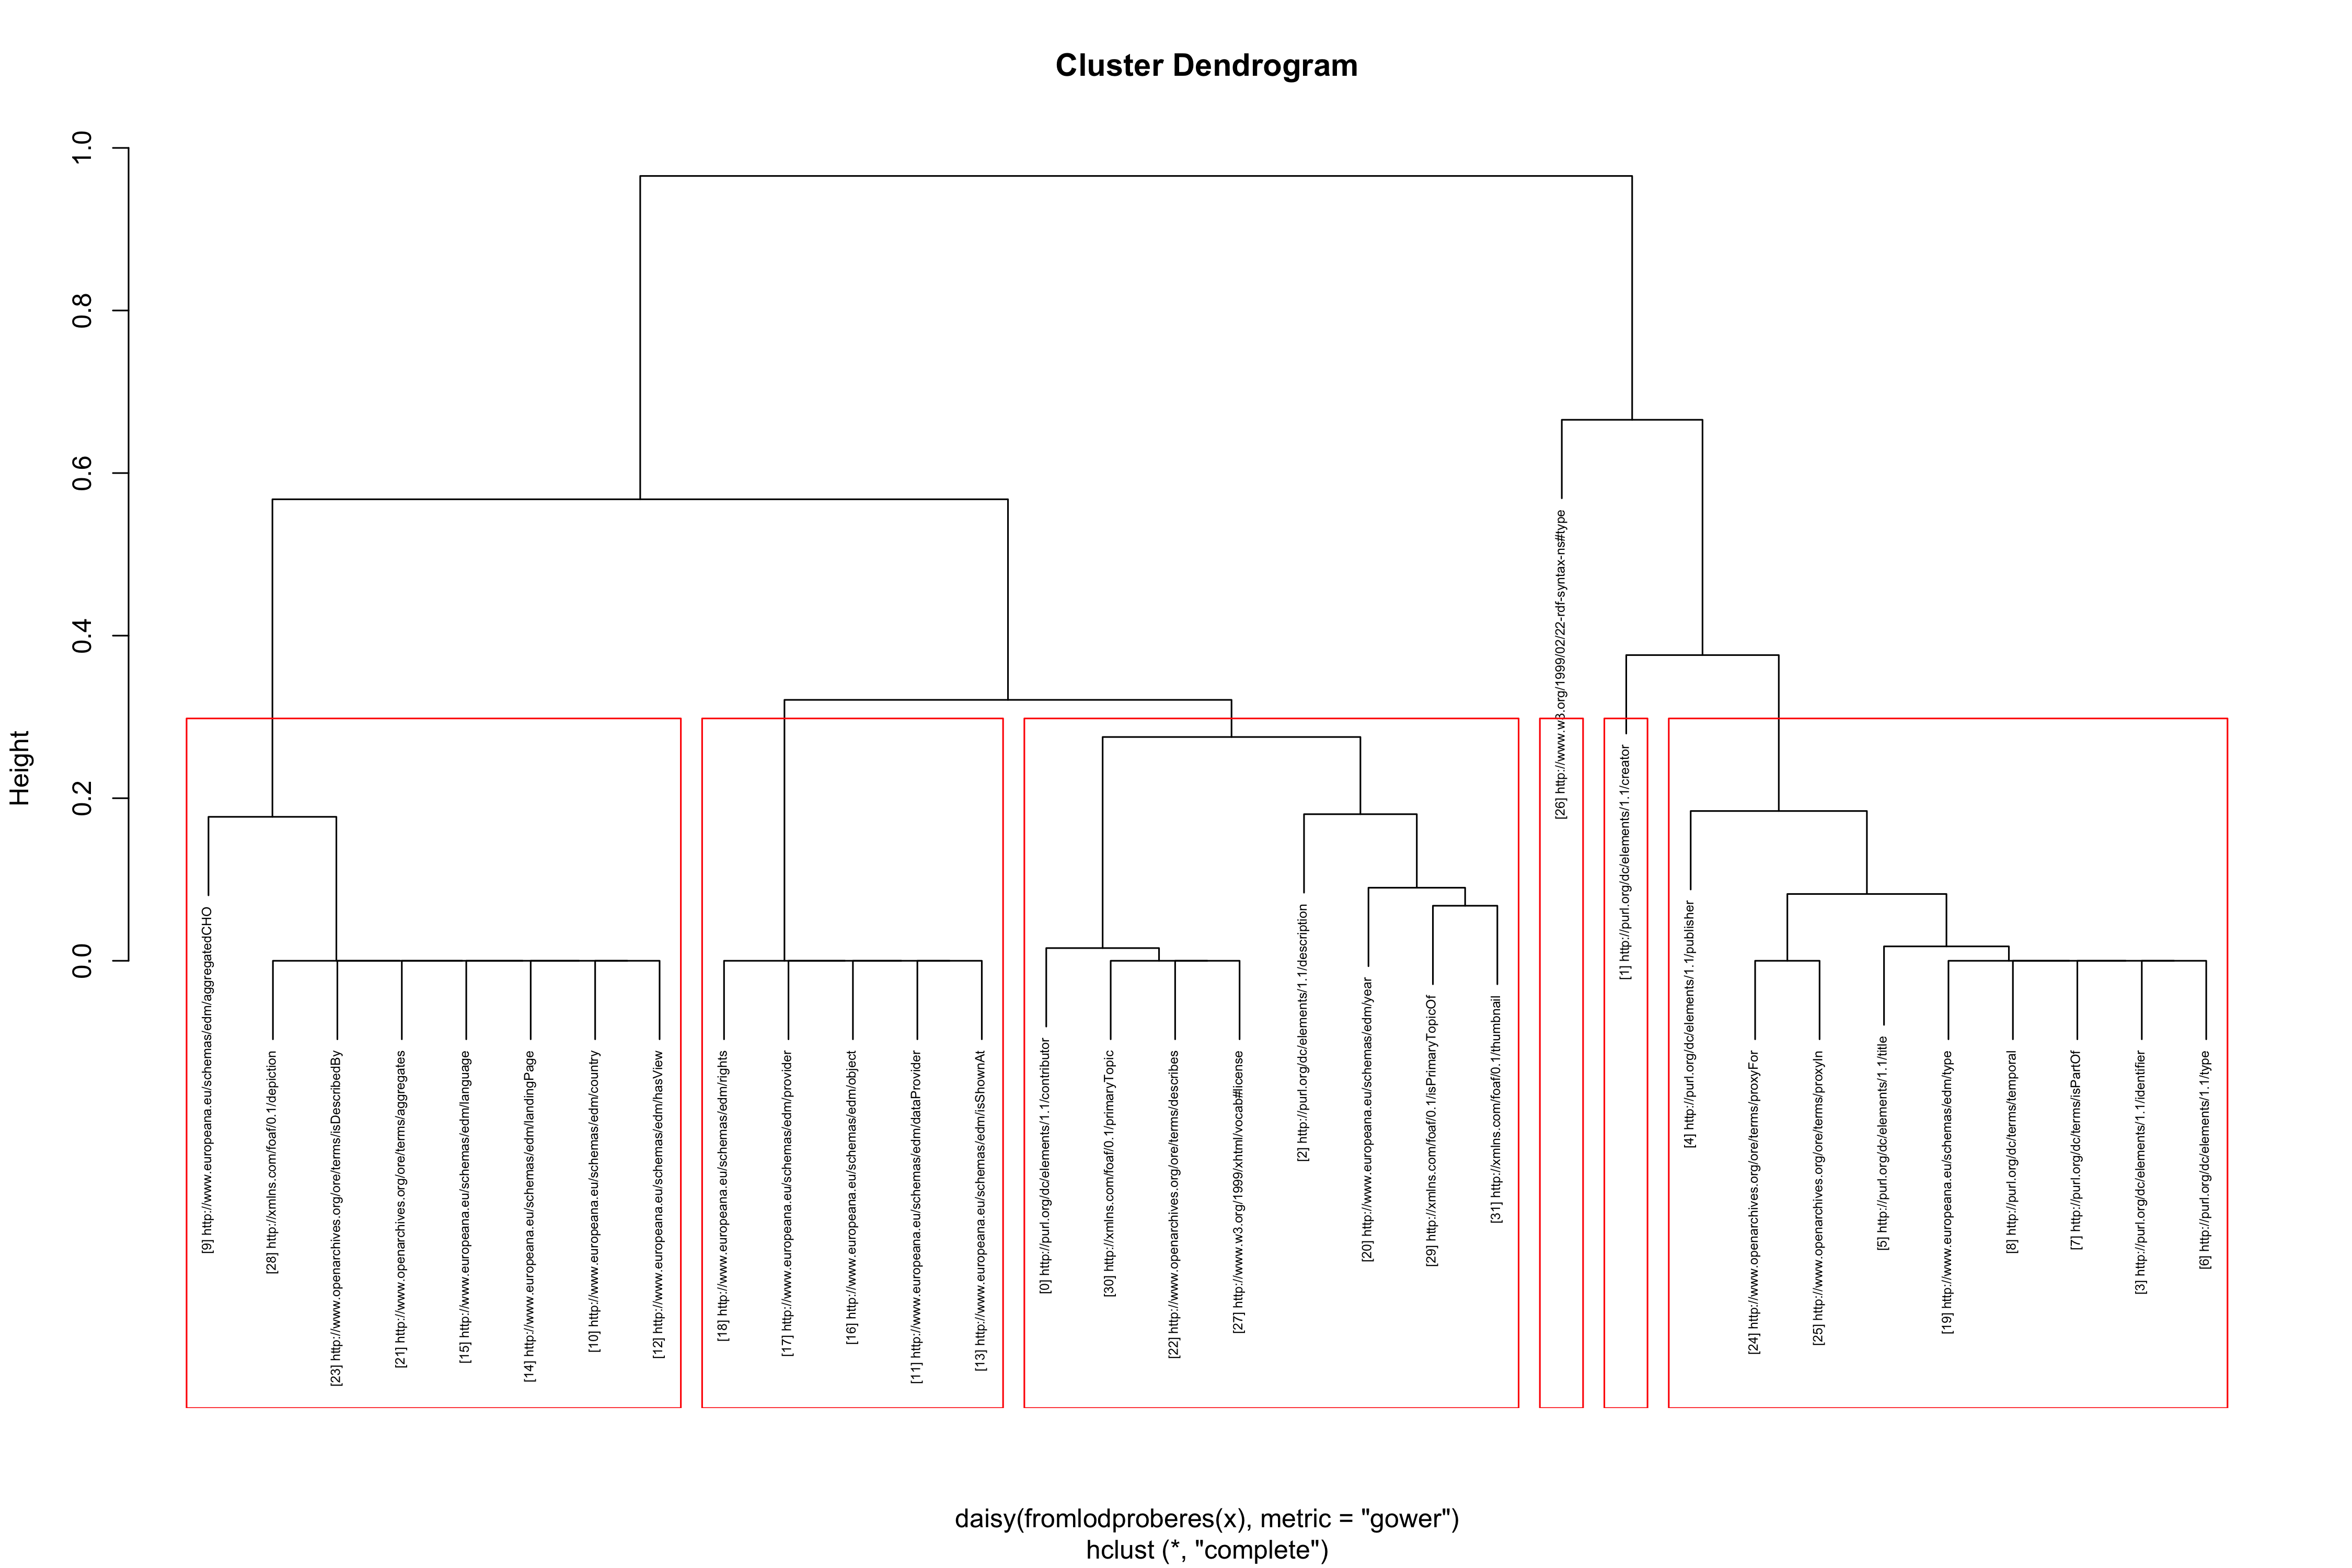 Cluster Dendrogram
Height
1.0
0.8
0.6
0.4
0.2
0.0
[9] http://www.europeana.eu/schemas/edm/aggregatedCHO
[28] http://xmlns.com/foaf/0.1/depiction
[23] http://www.openarchives.org/ore/terms/isDescribedBy
[21] http://www.openarchives.org/ore/terms/aggregates
[15] http://www.europeana.eu/schemas/edm/language
[14] http://www.europeana.eu/schemas/edm/landingPage
[10] http://www.europeana.eu/schemas/edm/country
[12] http://www.europeana.eu/schemas/edm/hasView
[18] http://www.europeana.eu/schemas/edm/rights
[17] http://www.europeana.eu/schemas/edm/provider
[16] http://www.europeana.eu/schemas/edm/object
[11] http://www.europeana.eu/schemas/edm/dataProvider
[13] http://www.europeana.eu/schemas/edm/isShownAt
[0] http://purl.org/dc/elements/1.1/contributor
[30] http://xmlns.com/foaf/0.1/primaryTopic
[22] http://www.openarchives.org/ore/terms/describes
[27] http://www.w3.org/1999/xhtml/vocab#license
[2] http://purl.org/dc/elements/1.1/description
[20] http://www.europeana.eu/schemas/edm/year
[29] http://xmlns.com/foaf/0.1/isPrimaryTopicOf
[31] http://xmlns.com/foaf/0.1/thumbnail
[26] http://www.w3.org/1999/02/22-rdf-syntax-ns#type
[1] http://purl.org/dc/elements/1.1/creator
[4] http://purl.org/dc/elements/1.1/publisher
[24] http://www.openarchives.org/ore/terms/proxyFor
[25] http://www.openarchives.org/ore/terms/proxyIn
[5] http://purl.org/dc/elements/1.1/title
[19] http://www.europeana.eu/schemas/edm/type
[8] http://purl.org/dc/terms/temporal
[7] http://purl.org/dc/terms/isPartOf
[3] http://purl.org/dc/elements/1.1/identifier
[6] http://purl.org/dc/elements/1.1/type
daisy(fromlodproberes(x), metric = "gower")
hclust (*, "complete")